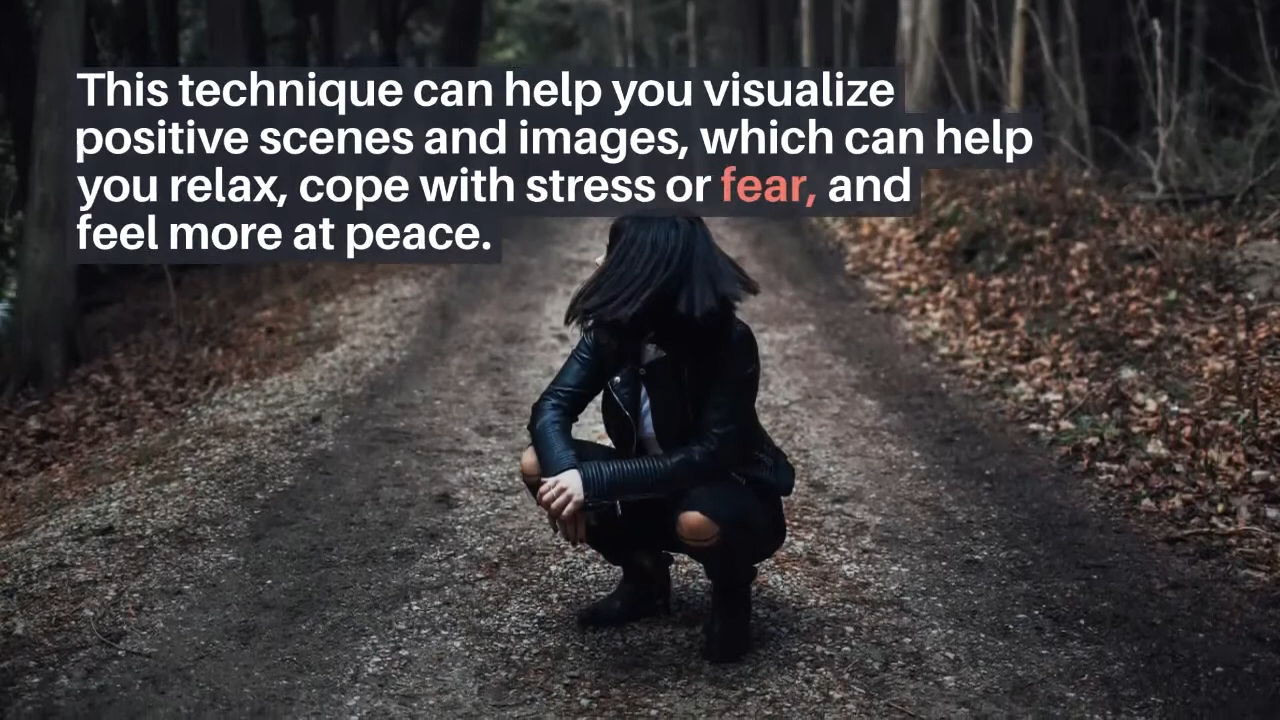 This technique can help you visualize
positive scenes and images, which can help
you relax, cope with stress or fear, and
feel more at peace.